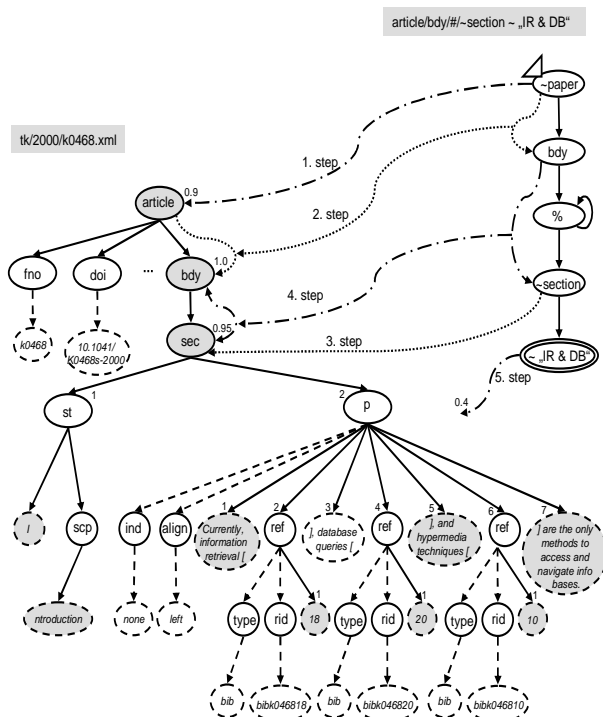 article/bdy/#/~section ~ „IR & DB“
~paper
tk/2000/k0468.xml
1. step
bdy
0.9
article
2. step
%
fno
doi
...
bdy
1.0
4. step
~section
k0468
10.1041/
K0468s-2000
sec
0.95
3. step
~ „IR & DB“
5. step
0.4
1
st
2
p
I
scp
ind
align
1
Currently,
information
retrieval [
2
ref
3
], database
queries [
4
ref
5
], and
hypermedia
techniques [
6
ref
7
] are the only
methods to
access and
navigate info
bases.
ntroduction
none
left
type
rid
1
18
type
rid
1
20
type
rid
1
10
bib
bibk046818
bib
bibk046820
bib
bibk046810